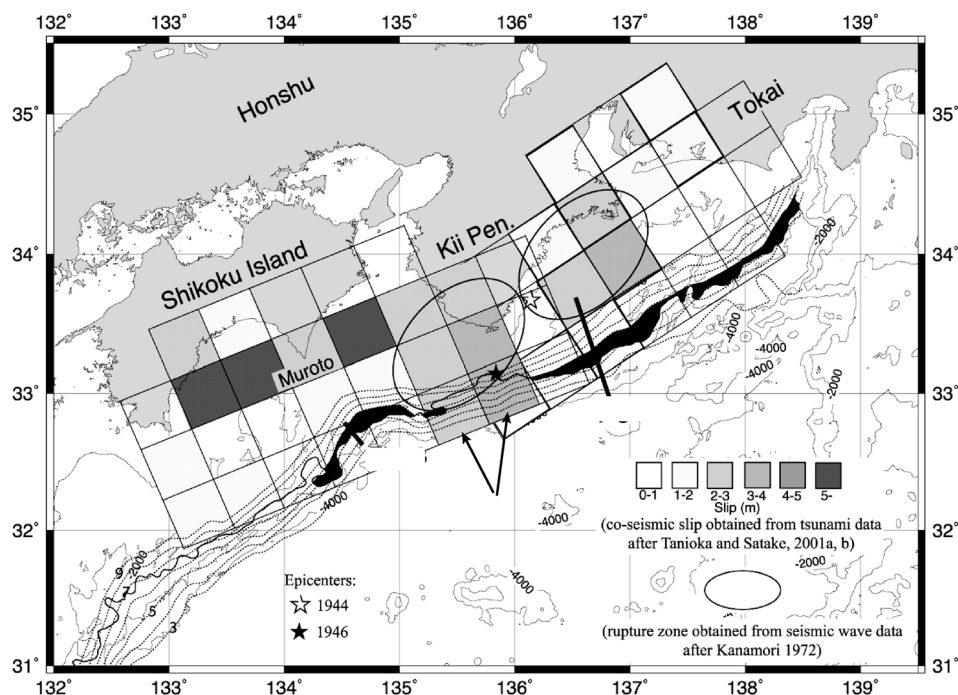 132 133 134 135 136 137 138 139
35° 35°
Honshu
Tokai
-2000
34° 34°
Kii Pen.
Shikoku Island
-4000
-4000
-4000
-2000
33° 33°
Muroto
-4000
0-1 1-2 2-3 3-4 4-5 5-
Slip (m)
-4000
(co-seismic slip obtained from tsunami data
after Tanioka and Satake, 2001a, b)
32° 32°
-2000
-2000
9
7
5
3
Epicenters:
1944
1946
-4000
(rupture zone obtained from seismic wave data
after Kanamori 1972)
31° 31°
132 133 134 135 136 137 138 139